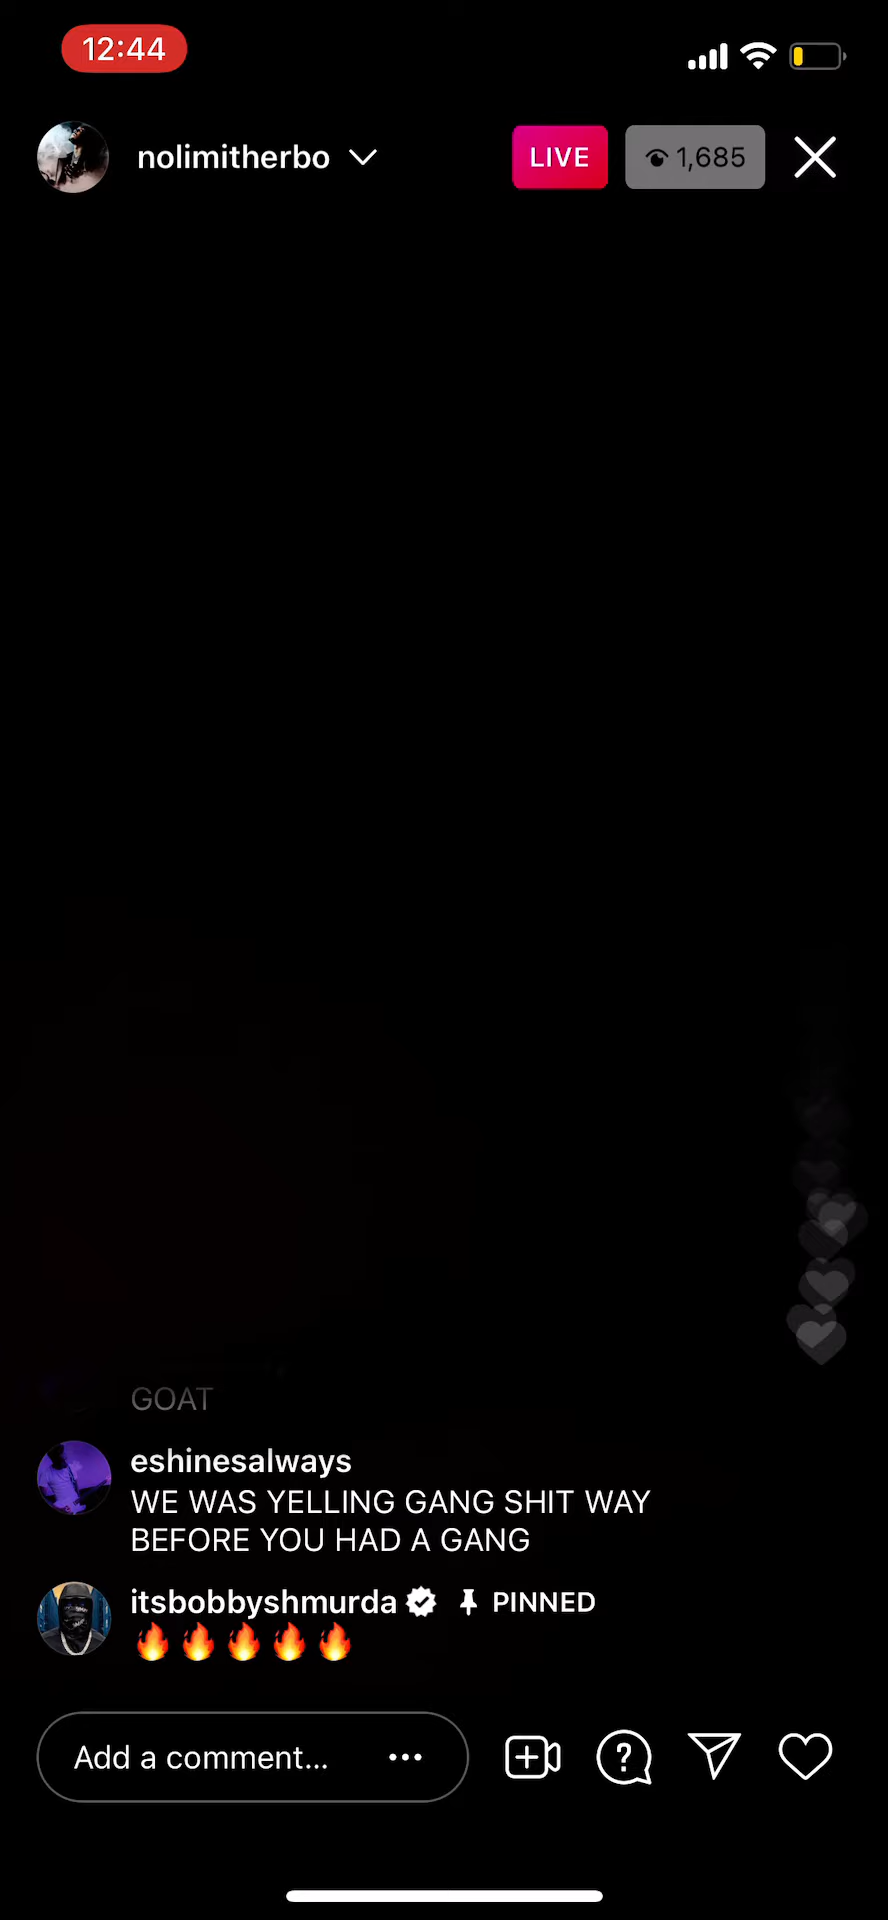 12:44
nolimitherbo
LIVE
1,685
GOAT
eshinesalways
WE WAS YELLING GANG SHIT WAY
BEFORE YOU HAD A GANG
itsbobbyshmurda PINNED
🔥🔥🔥🔥🔥
Add a comment...